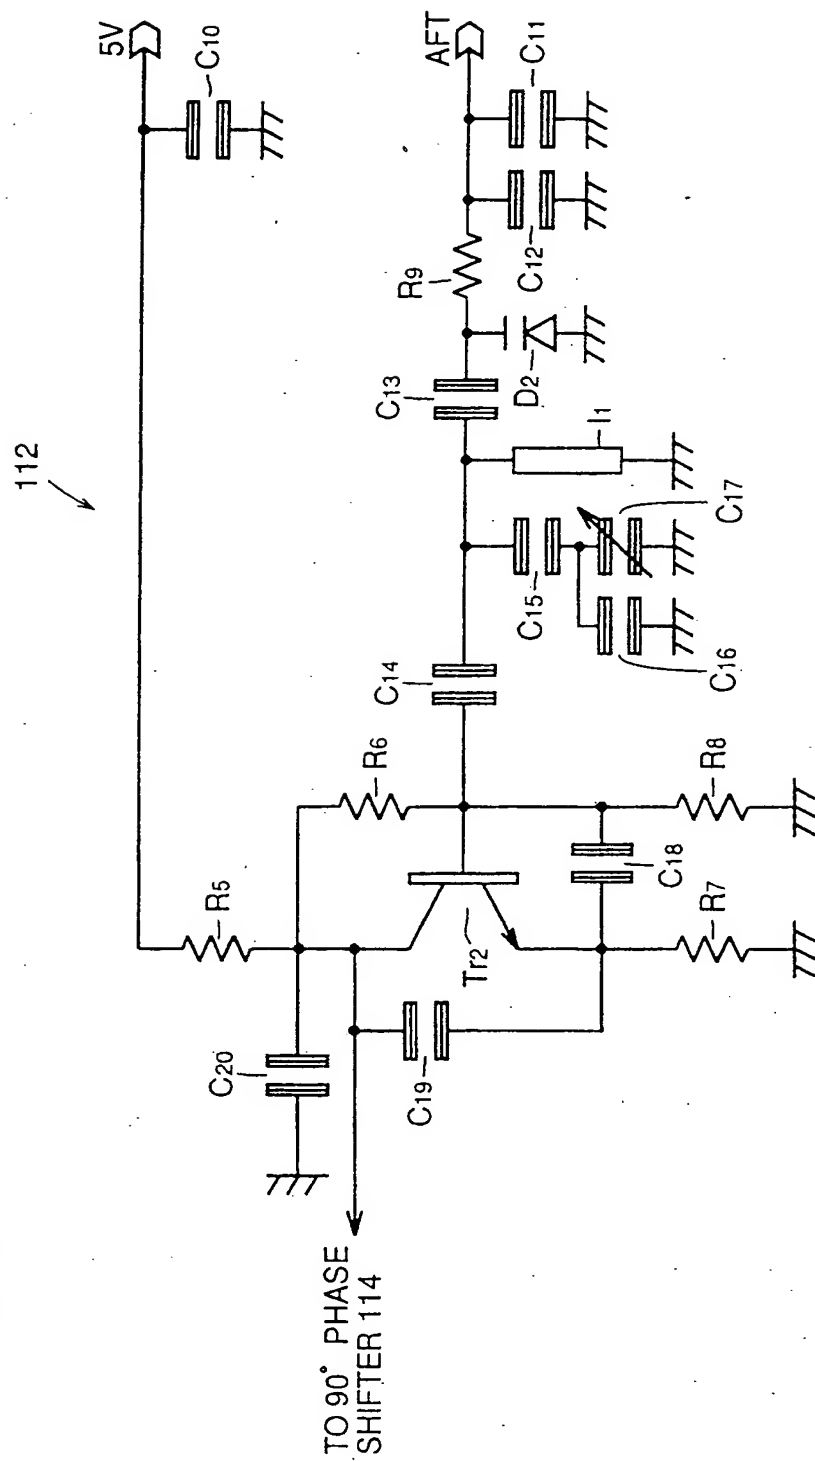 112
5V
C10
AFT
C11
C12
R9
D2
C13
I1
C17
C15
C16
C14
R6
R8
R5
C18
R7
Tr2
C20
C19
TO 90° PHASE
SHIFTER 114